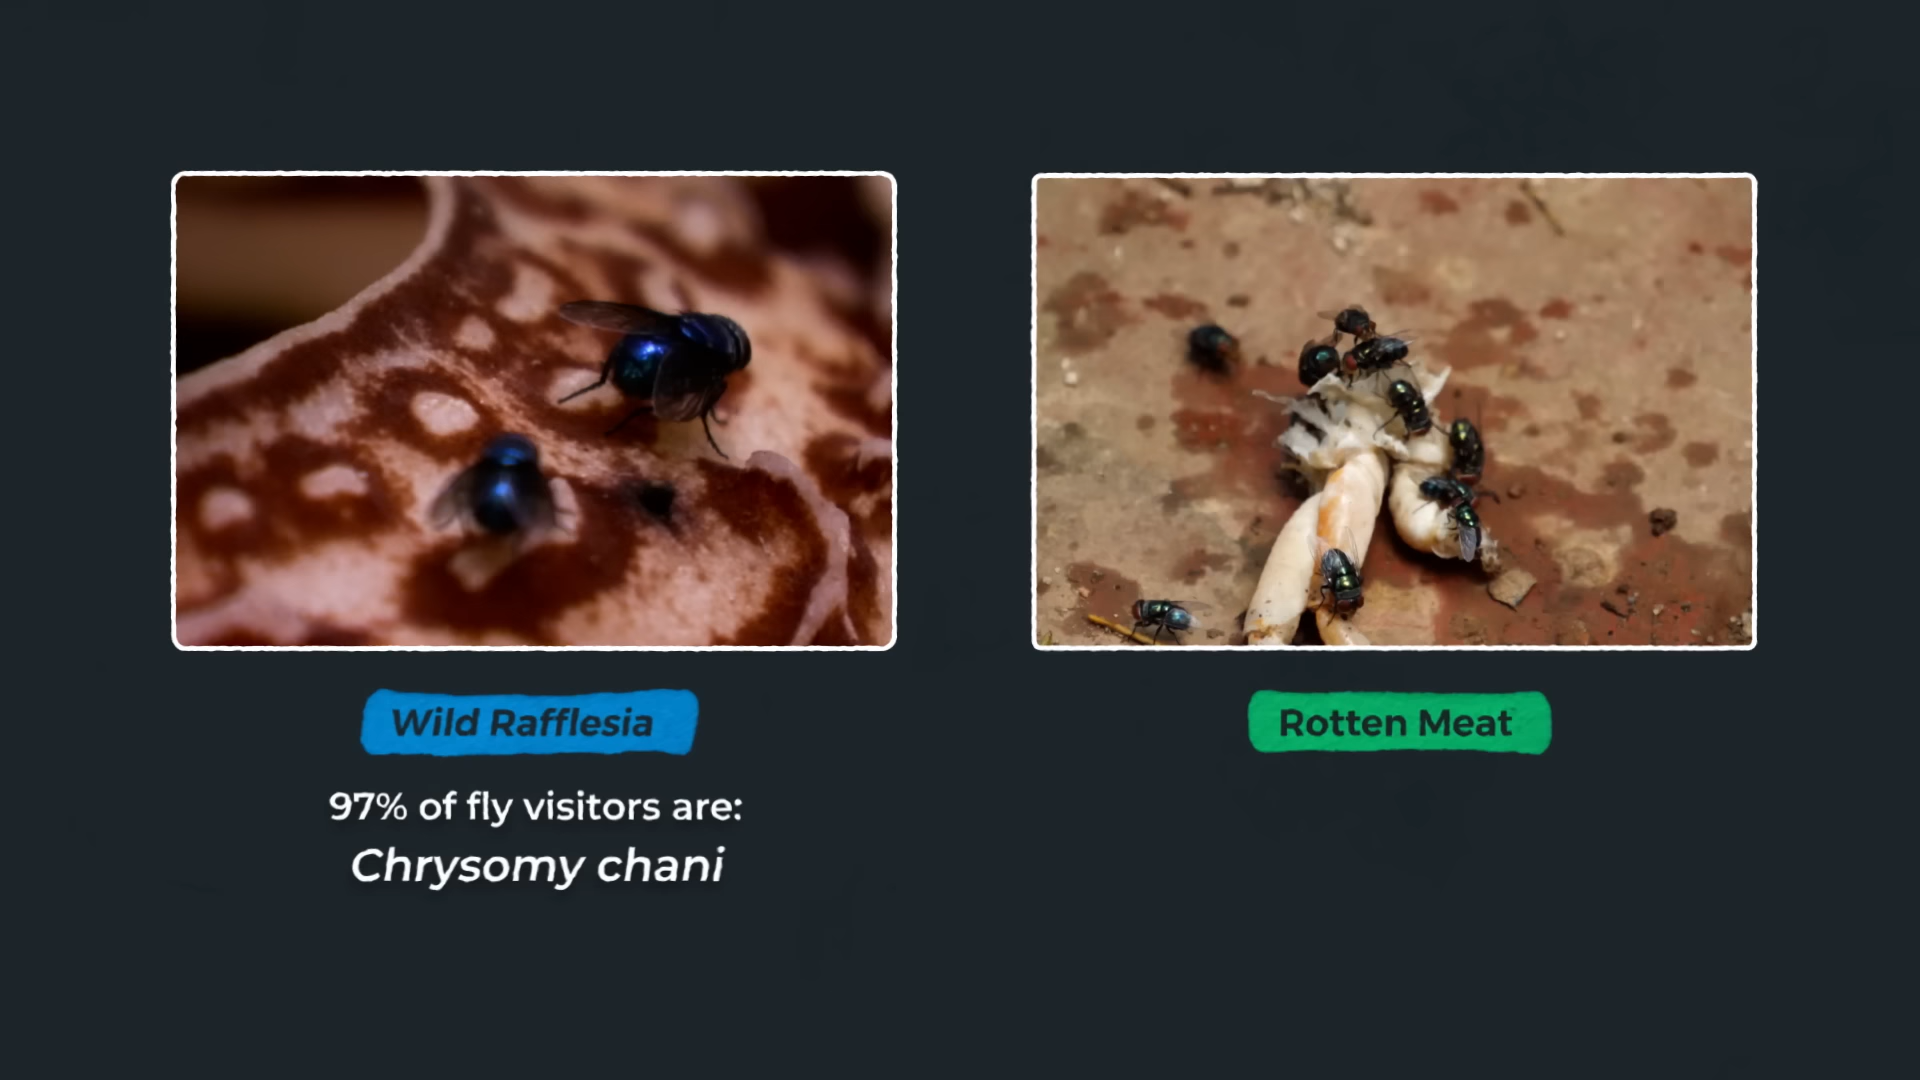 Wild Rafflesia
97% of fly visitors are:
Chrysomy chani
Rotten Meat